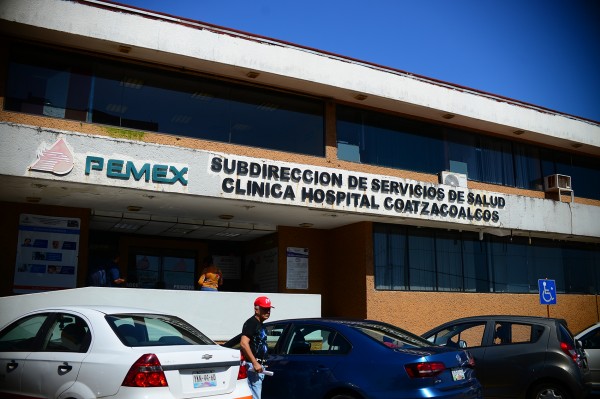 PEMEX
SUBDIRECCION DE SERVICIOS DE SALUD
CLINICA HOSPITAL COATZACOALCOS